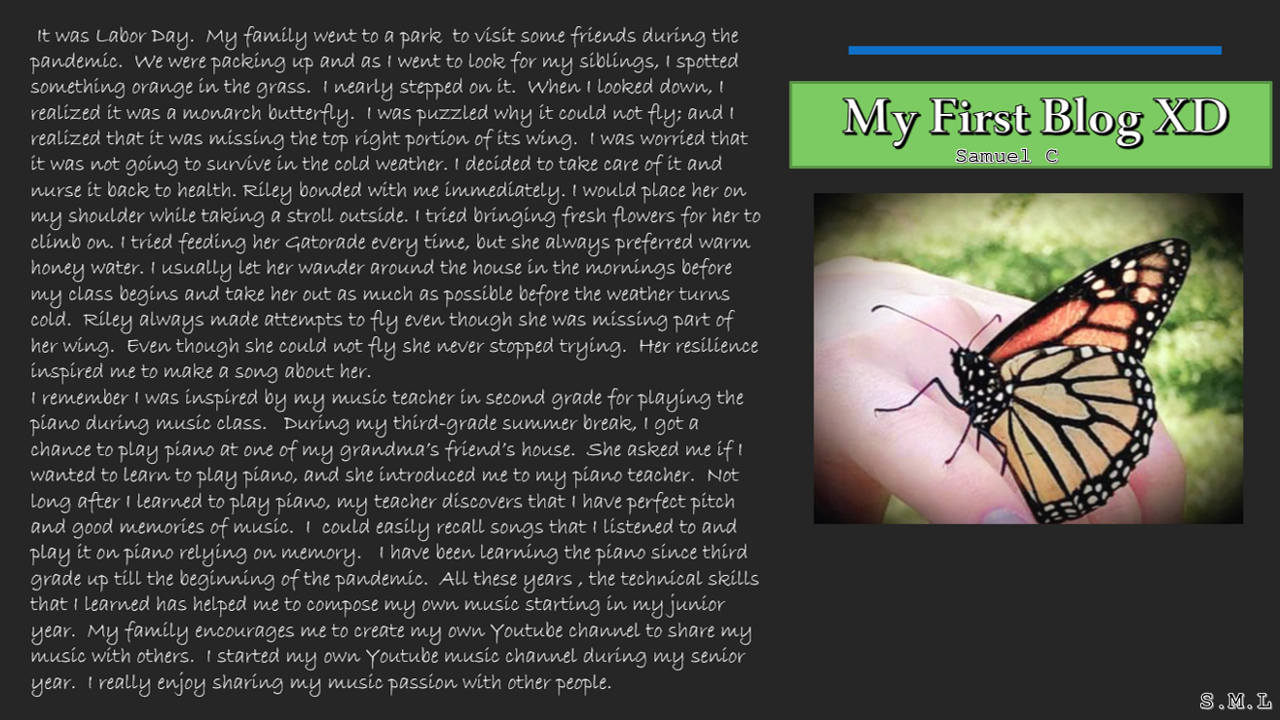 It was Labor Day. My family went to a park to visit some friends during the
pandemic. We were packing up and as I went to look for my siblings, I spotted
something orange in the grass. I nearly stepped on it. When I looked down, I
realized it was a monarch butterfly. I was puzzled why it could not fly; and I
realized that it was missing the top right portion of its wing. I was worried that
it was not going to survive in the cold weather. I decided to take care of it and
nurse it back to health. Riley bonded with me immediately. I would place her on
my shoulder while taking a stroll outside. I tried bringing fresh flowers for her to
climb on. I tried feeding her Gatorade every time, but she always preferred warm
honey water. I usually let her wander around the house in the mornings before
my class begins and take her out as much as possible before the weather turns
cold. Riley always made attempts to fly even though she was missing part of
her wing. Even though she could not fly she never stopped trying. Her resilience
inspired me to make a song about her.
I remember I was inspired by my music teacher in second grade for playing the
piano during music class. During my third-grade summer break, I got a
chance to play piano at one of my grandma's friend's house. She asked me if I
wanted to learn to play piano, and she introduced me to my piano teacher. Not
long after I learned to play piano, my teacher discovers that I have perfect pitch
and good memories of music. I could easily recall songs that I listened to and
play it on piano relying on memory. I have been learning the piano since third
grade up till the beginning of the pandemic. All these years , the technical skills
that I learned has helped me to compose my own music starting in my junior
year. My family encourages me to create my own Youtube channel to share my
music with others. I started my own Youtube music channel during my senior
year. I really enjoy sharing my music passion with other people.
My First Blog XD
Samuel C
S.M.L